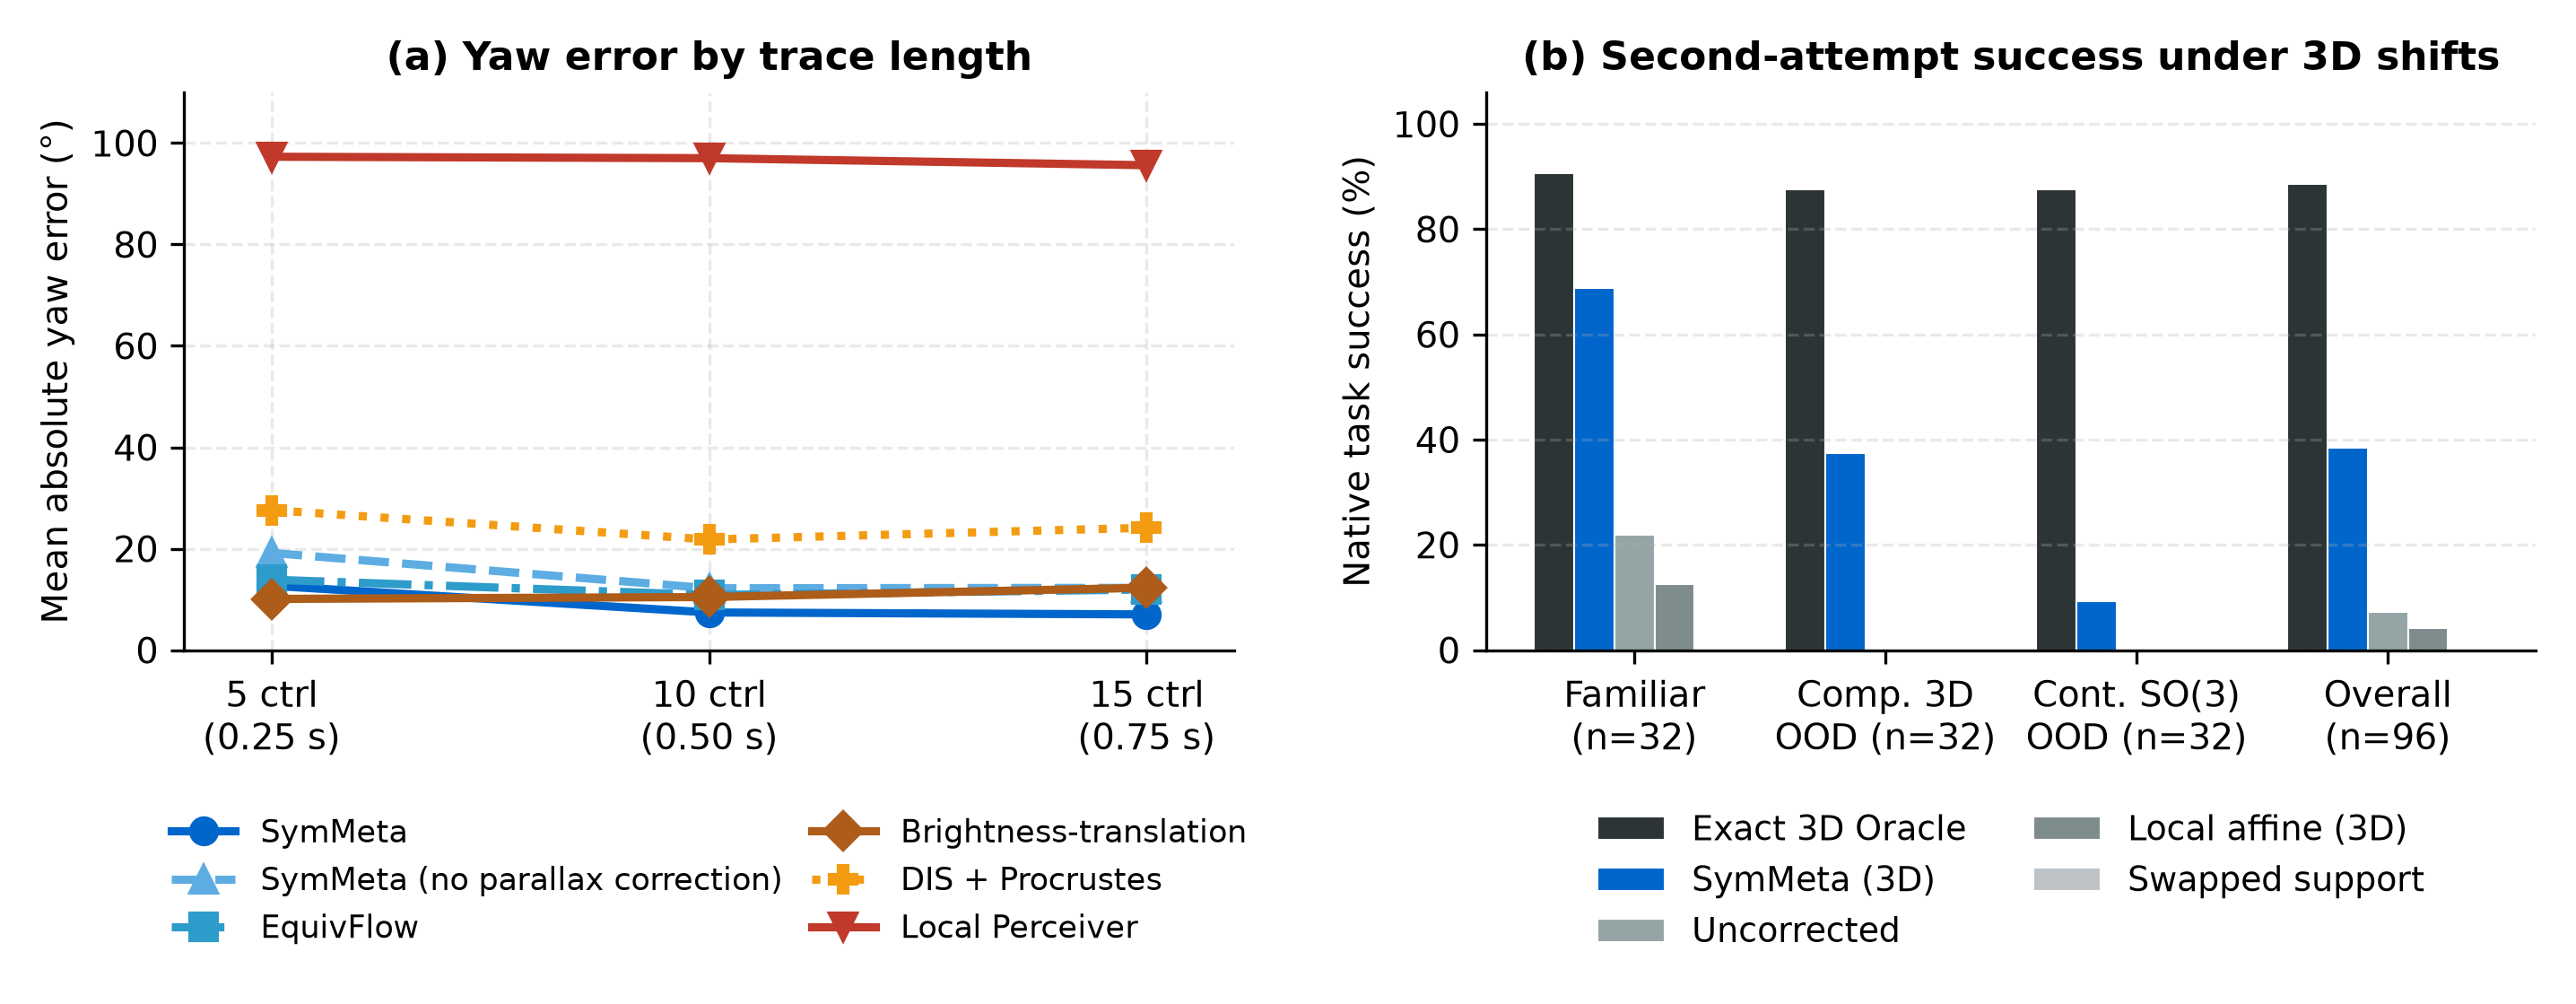 (a) Yaw error by trace length
Mean absolute yaw error (°)
100
80
60
40
20
0
5 ctrl
(0.25 s)
10 ctrl
(0.50 s)
15 ctrl
(0.75 s)
SymMeta
SymMeta (no parallax correction)
EquivFlow
Brightness-translation
DIS + Procrustes
Local Perceiver
(b) Second-attempt success under 3D shifts
Native task success (%)
100
80
60
40
20
0
Familiar
(n=32)
Comp. 3D
OOD (n=32)
Cont. SO(3)
OOD (n=32)
Overall
(n=96)
Exact 3D Oracle
SymMeta (3D)
Uncorrected
Local affine (3D)
Swapped support